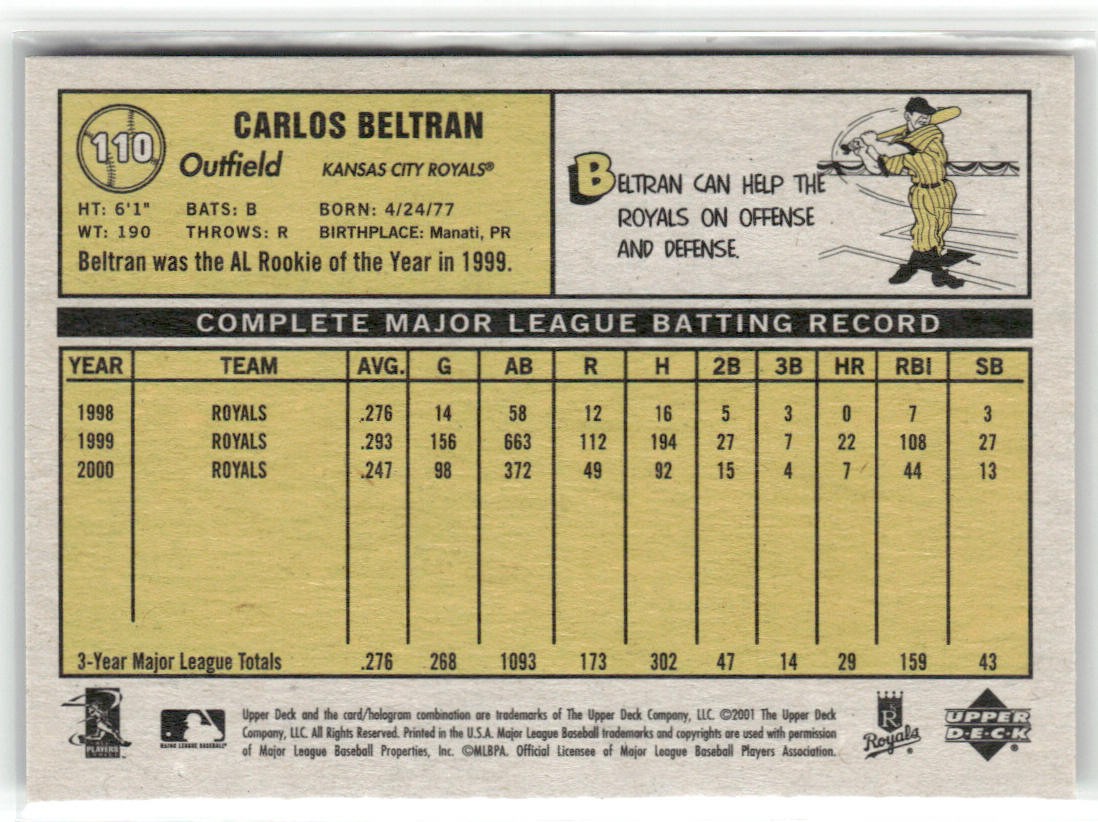 110
CARLOS BELTRAN
Outfield KANSAS CITY ROYALS®
HT: 6'1" BATS: B BORN: 4/24/77
WT: 190 THROWS: R BIRTHPLACE: Manati, PR
Beltran was the AL Rookie of the Year in 1999.
BELTRAN CAN HELP THE
ROYALS ON OFFENSE
AND DEFENSE.
COMPLETE MAJOR LEAGUE BATTING RECORD
YEAR TEAM AVG. G AB R H 2B 3B HR RBI SB
1998 ROYALS .276 14 58 12 16 5 3 0 7 3
1999 ROYALS .293 156 663 112 194 27 7 22 108 27
2000 ROYALS .247 98 372 49 92 15 4 7 44 13
3-Year Major League Totals .276 268 1093 173 302 47 14 29 159 43
PLAYERS
MAJOR LEAGUE BASEBALL®
Upper Deck and the card/hologram combination are trademarks of The Upper Deck Company, LLC. ©2001 The Upper Deck
Company, LLC. All Rights Reserved. Printed in the U.S.A. Major League Baseball trademarks and copyrights are used with permission
of Major League Baseball Properties, Inc. ©MLBPA. Official Licensee of Major League Baseball Players Association.
R
Royals®
UPPER
DECK®